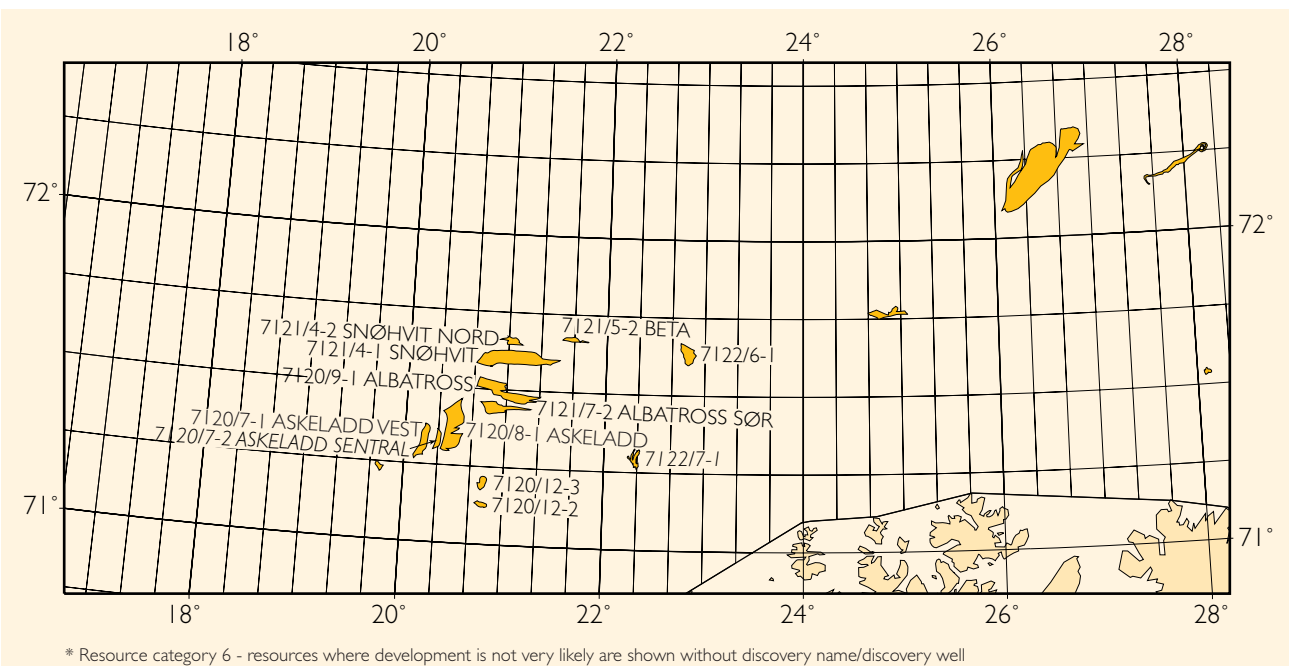 18° 20° 22° 24° 26° 28°
72°
72°
7121/4-2 SNØHVIT NORD
7121/5-2 BETA
7121/4-1 SNØHVIT
7122/6-1
7120/9-1 ALBATROSS
7121/7-2 ALBATROSS SØR
7120/7-1 ASKELADD VEST
7120/8-1 ASKELADD
7120/7-2 ASKELADD SENTRAL
7122/7-1
7120/12-3
7120/12-2
71°
71°
18° 20° 22° 24° 26° 28°
* Resource category 6 - resources where development is not very likely are shown without discovery name/discovery well